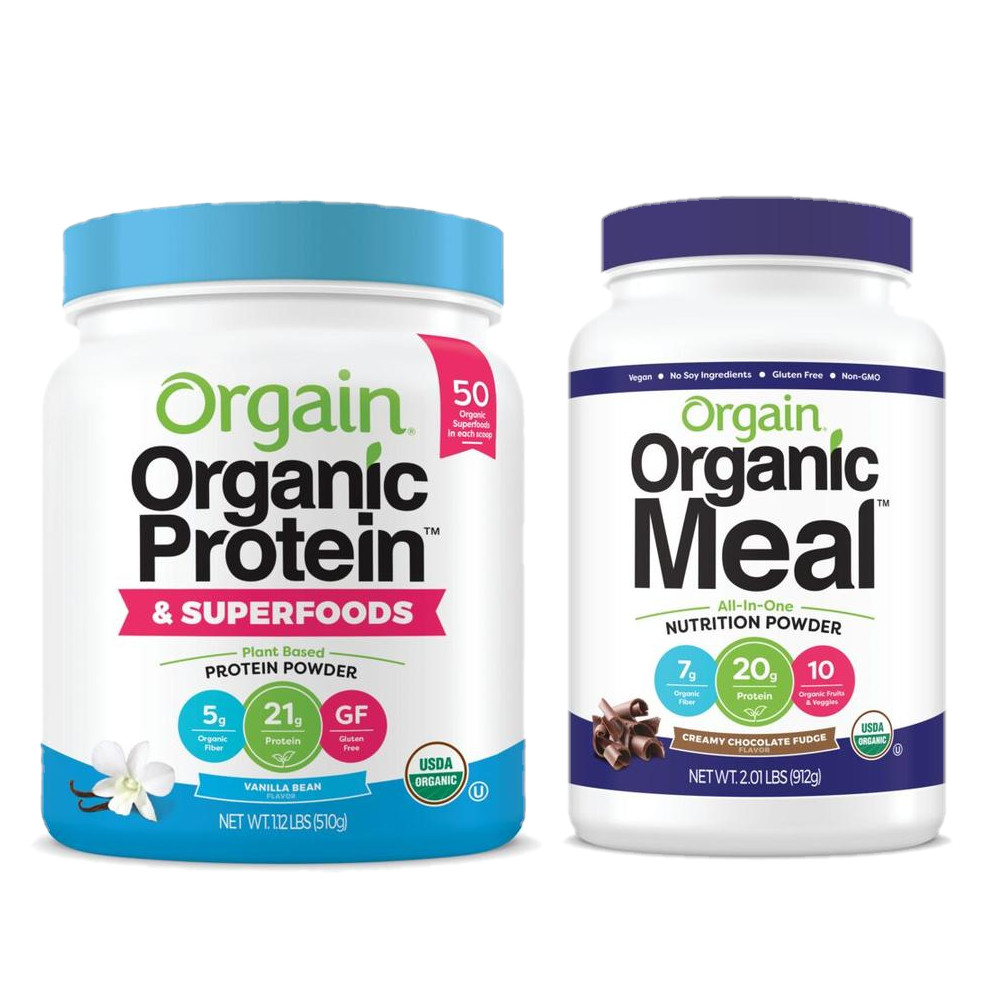 Orgain®
Organic
Protein™
& SUPERFOODS
50
Organic
Superfoods
in each scoop
Plant Based
PROTEIN POWDER
5g
Organic
Fiber
21g
Protein
GF
Gluten
Free
VANILLA BEAN
FLAVOR
USDA
ORGANIC
U
NET WT. 1.12 LBS (510g)
Vegan • No Soy Ingredients • Gluten Free • Non-GMO
Orgain®
Organic
Meal™
All-In-One
NUTRITION POWDER
7g
Organic
Fiber
20g
Protein
10
Organic Fruits
& Veggies
CREAMY CHOCOLATE FUDGE
FLAVOR
USDA
ORGANIC
U
NET WT. 2.01 LBS (912g)